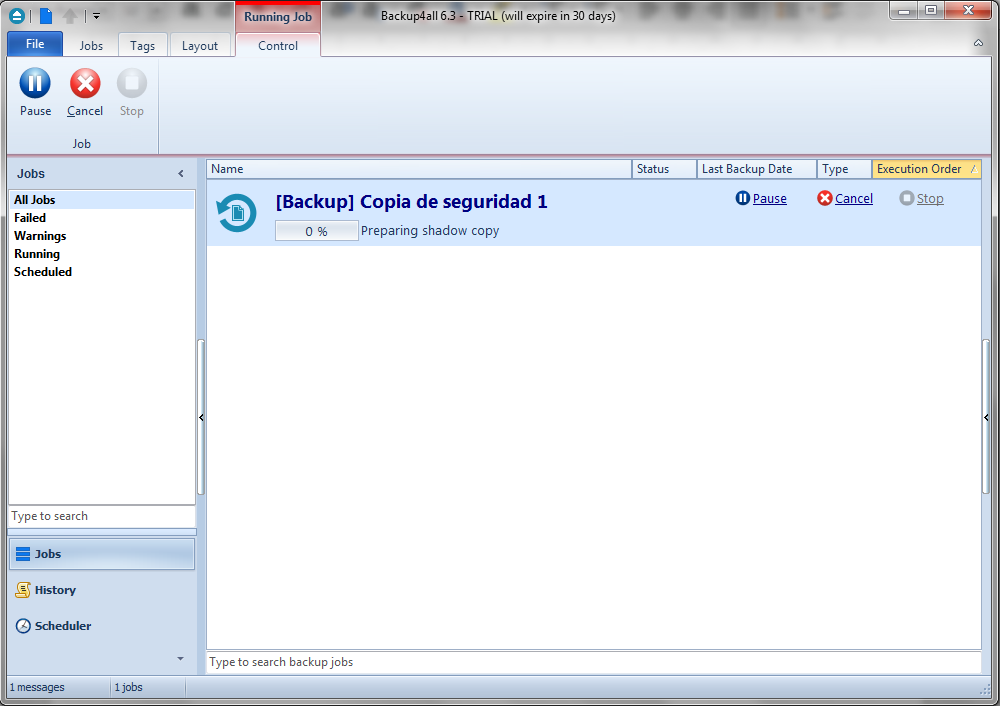 Running Job
Backup4all 6.3 - TRIAL (will expire in 30 days)
File Jobs Tags Layout Control
Pause Cancel Stop
Job
Jobs
Name Status Last Backup Date Type Execution Order
All Jobs
Failed
Warnings
Running
Scheduled
[Backup] Copia de seguridad 1
Pause Cancel Stop
0 % Preparing shadow copy
Type to search
Jobs
History
Scheduler
Type to search backup jobs
1 messages 1 jobs